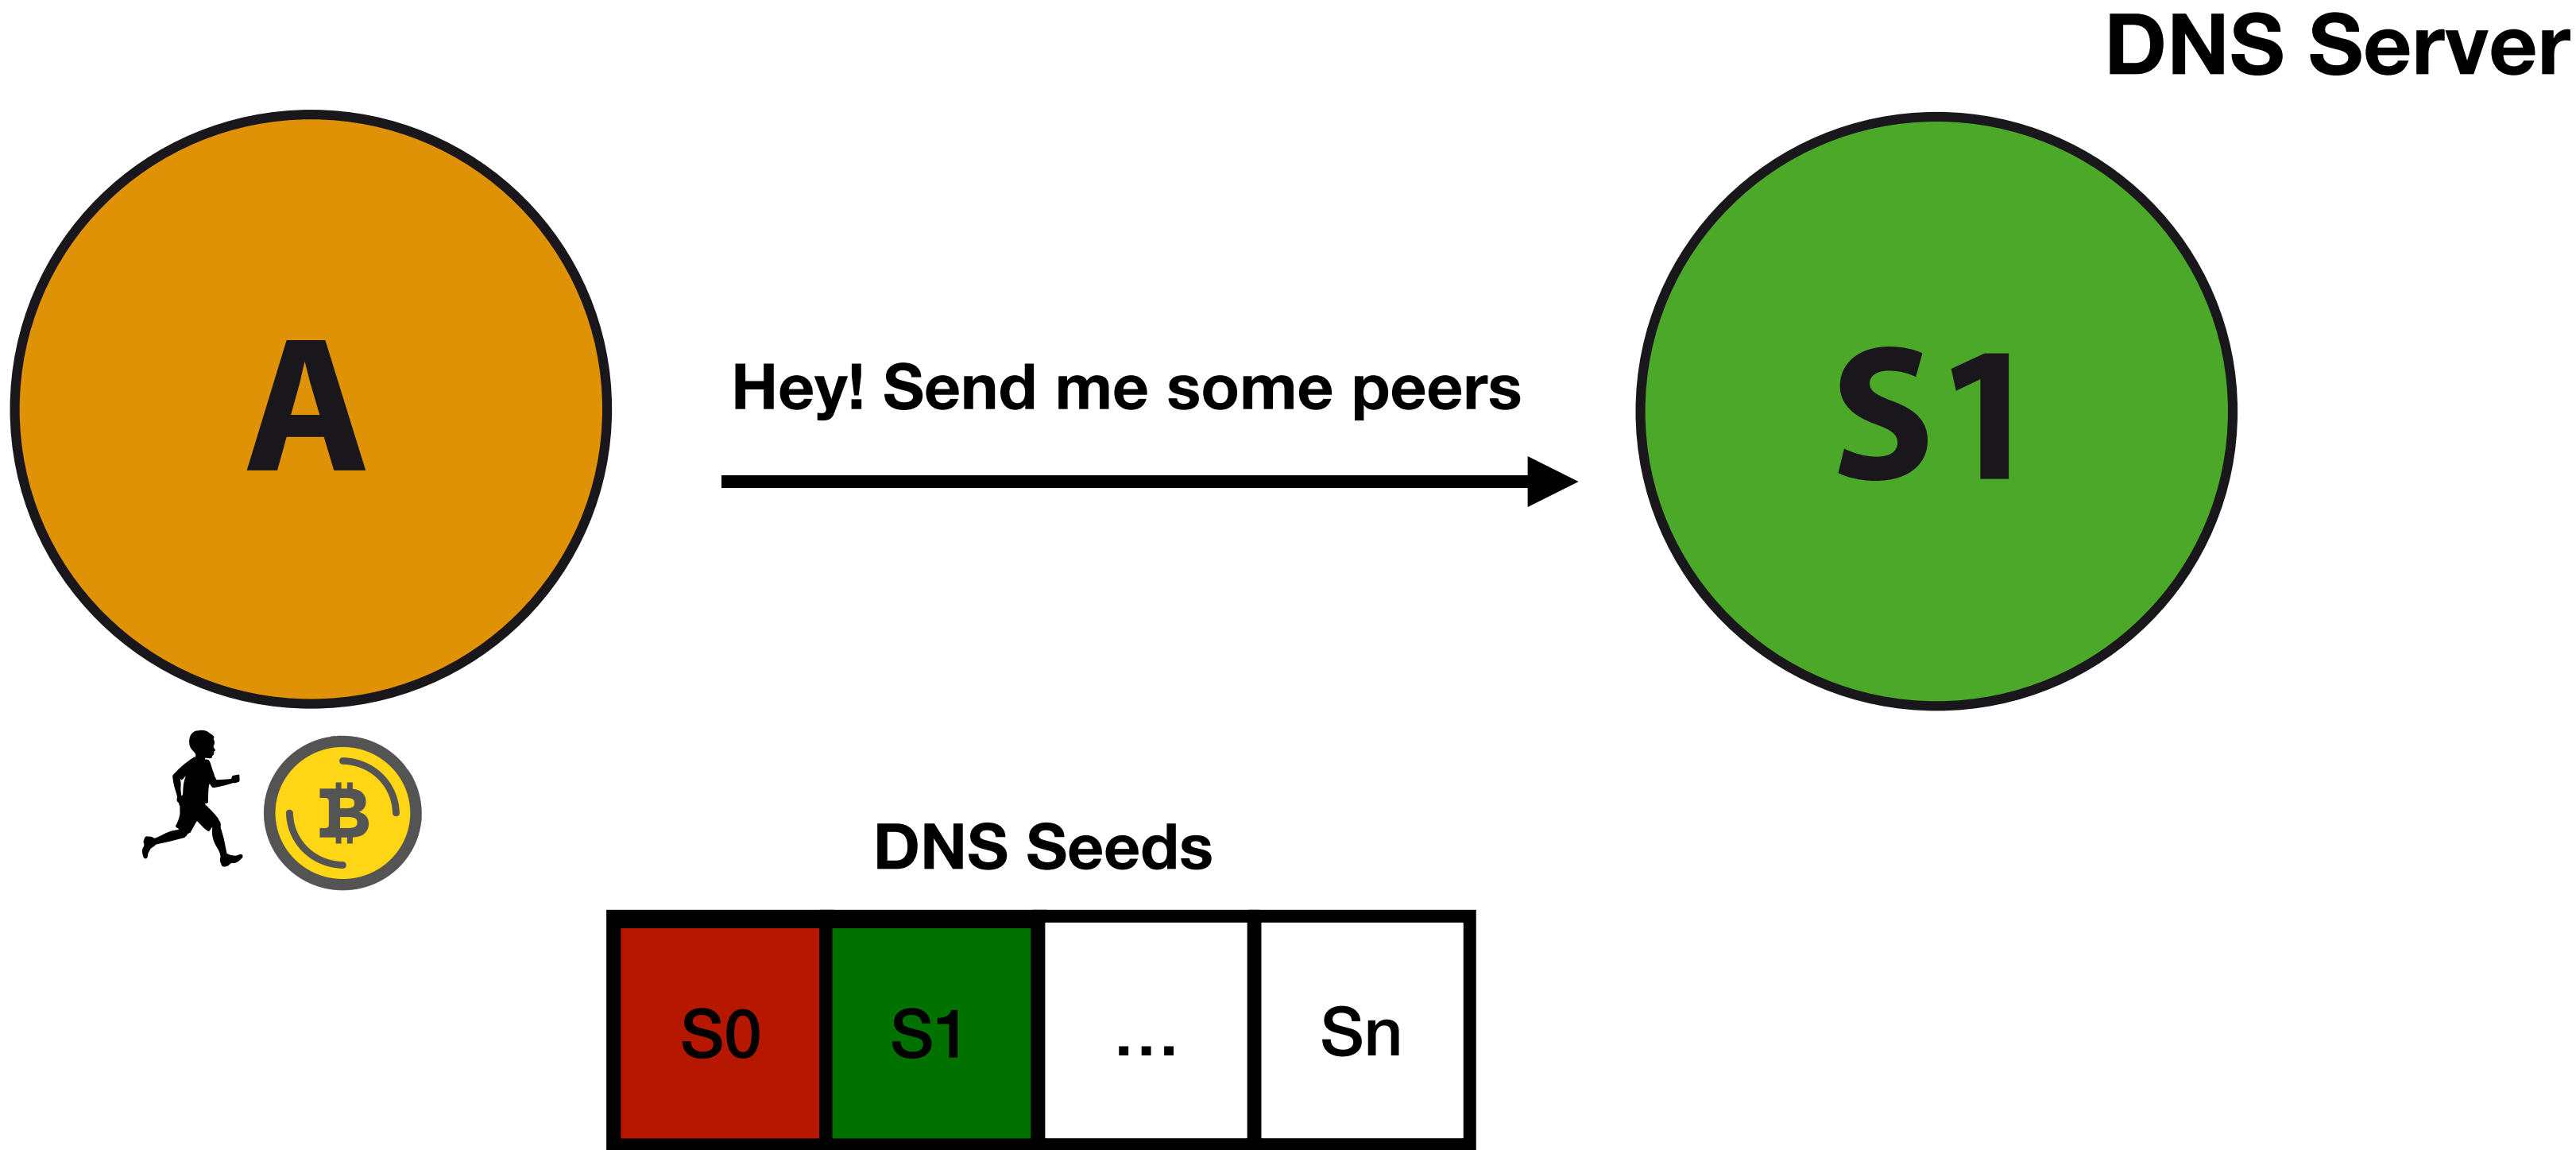 DNS Server
A
Hey! Send me some peers
S1
DNS Seeds
S0 S1 ... Sn